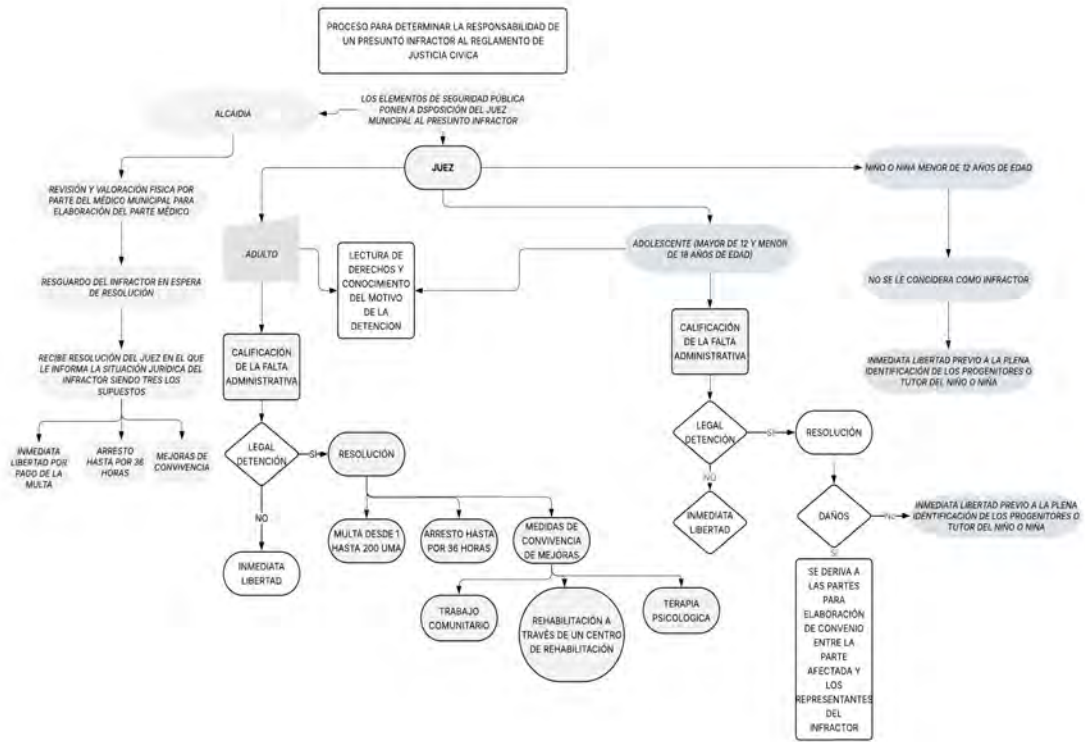 PROCESO PARA DETERMINAR LA RESPONSABILIDAD DE
UN PRESUNTO INFRACTOR AL REGLAMENTO DE
JUSTICIA CIVICA
LOS ELEMENTOS DE SEGURIDAD PÚBLICA
PONEN A DSPOSICIÓN DEL JUEZ
MUNICIPAL AL PRESUNTO INFRACTOR
ALCAIDIA
JUEZ
NIÑO O NIÑA MENOR DE 12 AÑOS DE EDAD
REVISIÓN Y VALORACIÓN FISICA POR
PARTE DEL MÉDICO MUNICIPAL PARA
ELABORACIÓN DEL PARTE MÉDICO
ADULTO
LECTURA DE
DERECHOS Y
CONOCIMIENTO
DEL MOTIVO
DE LA
DETENCION
ADOLESCENTE (MAYOR DE 12 Y MENOR
DE 18 AÑOS DE EDAD)
RESGUARDO DEL INFRACTOR EN ESPERA
DE RESOLUCIÓN
NO SE LE CONCIDERA COMO INFRACTOR
CALIFICACIÓN
DE LA FALTA
ADMINISTRATIVA
CALIFICACIÓN
DE LA FALTA
ADMINISTRATIVA
RECIBE RESOLUCIÓN DEL JUEZ EN EL QUE
LE INFORMA LA SITUACIÓN JURÍDICA DEL
INFRACTOR SIENDO TRES LOS
SUPUESTOS
INMEDIATA LIBERTAD PREVIO A LA PLENA
IDENTIFICACIÓN DE LOS PROGENITORES O
TUTOR DEL NIÑO O NIÑA
INMEDIATA
LIBERTAD POR
PAGO DE LA
MULTA
ARRESTO
HASTA POR 36
HORAS
MEJORAS DE
CONVIVENCIA
LEGAL
DETENCIÓN
SI
RESOLUCIÓN
NO
INMEDIATA
LIBERTAD
MULTA DESDE 1
HASTA 200 UMA
ARRESTO HASTA
POR 36 HORAS
MEDIDAS DE
CONVIVENCIA
DE MEJORAS
TRABAJO
COMUNITARIO
REHABILITACIÓN A
TRAVÉS DE UN CENTRO
DE REHABILITACIÓN
TERAPIA
PSICOLOGICA
LEGAL
DETENCIÓN
SI
RESOLUCIÓN
NO
INMEDIATA
LIBERTAD
DAÑOS
NO
INMEDIATA LIBERTAD PREVIO A LA PLENA
IDENTIFICACIÓN DE LOS PROGENITORES O
TUTOR DEL NIÑO O NIÑA
SI
SE DERIVA A
LAS PARTES
PARA
ELABORACIÓN
DE CONVENIO
ENTRE LA
PARTE
AFECTADA Y
LOS
REPRESENTANTES
DEL
INFRACTOR